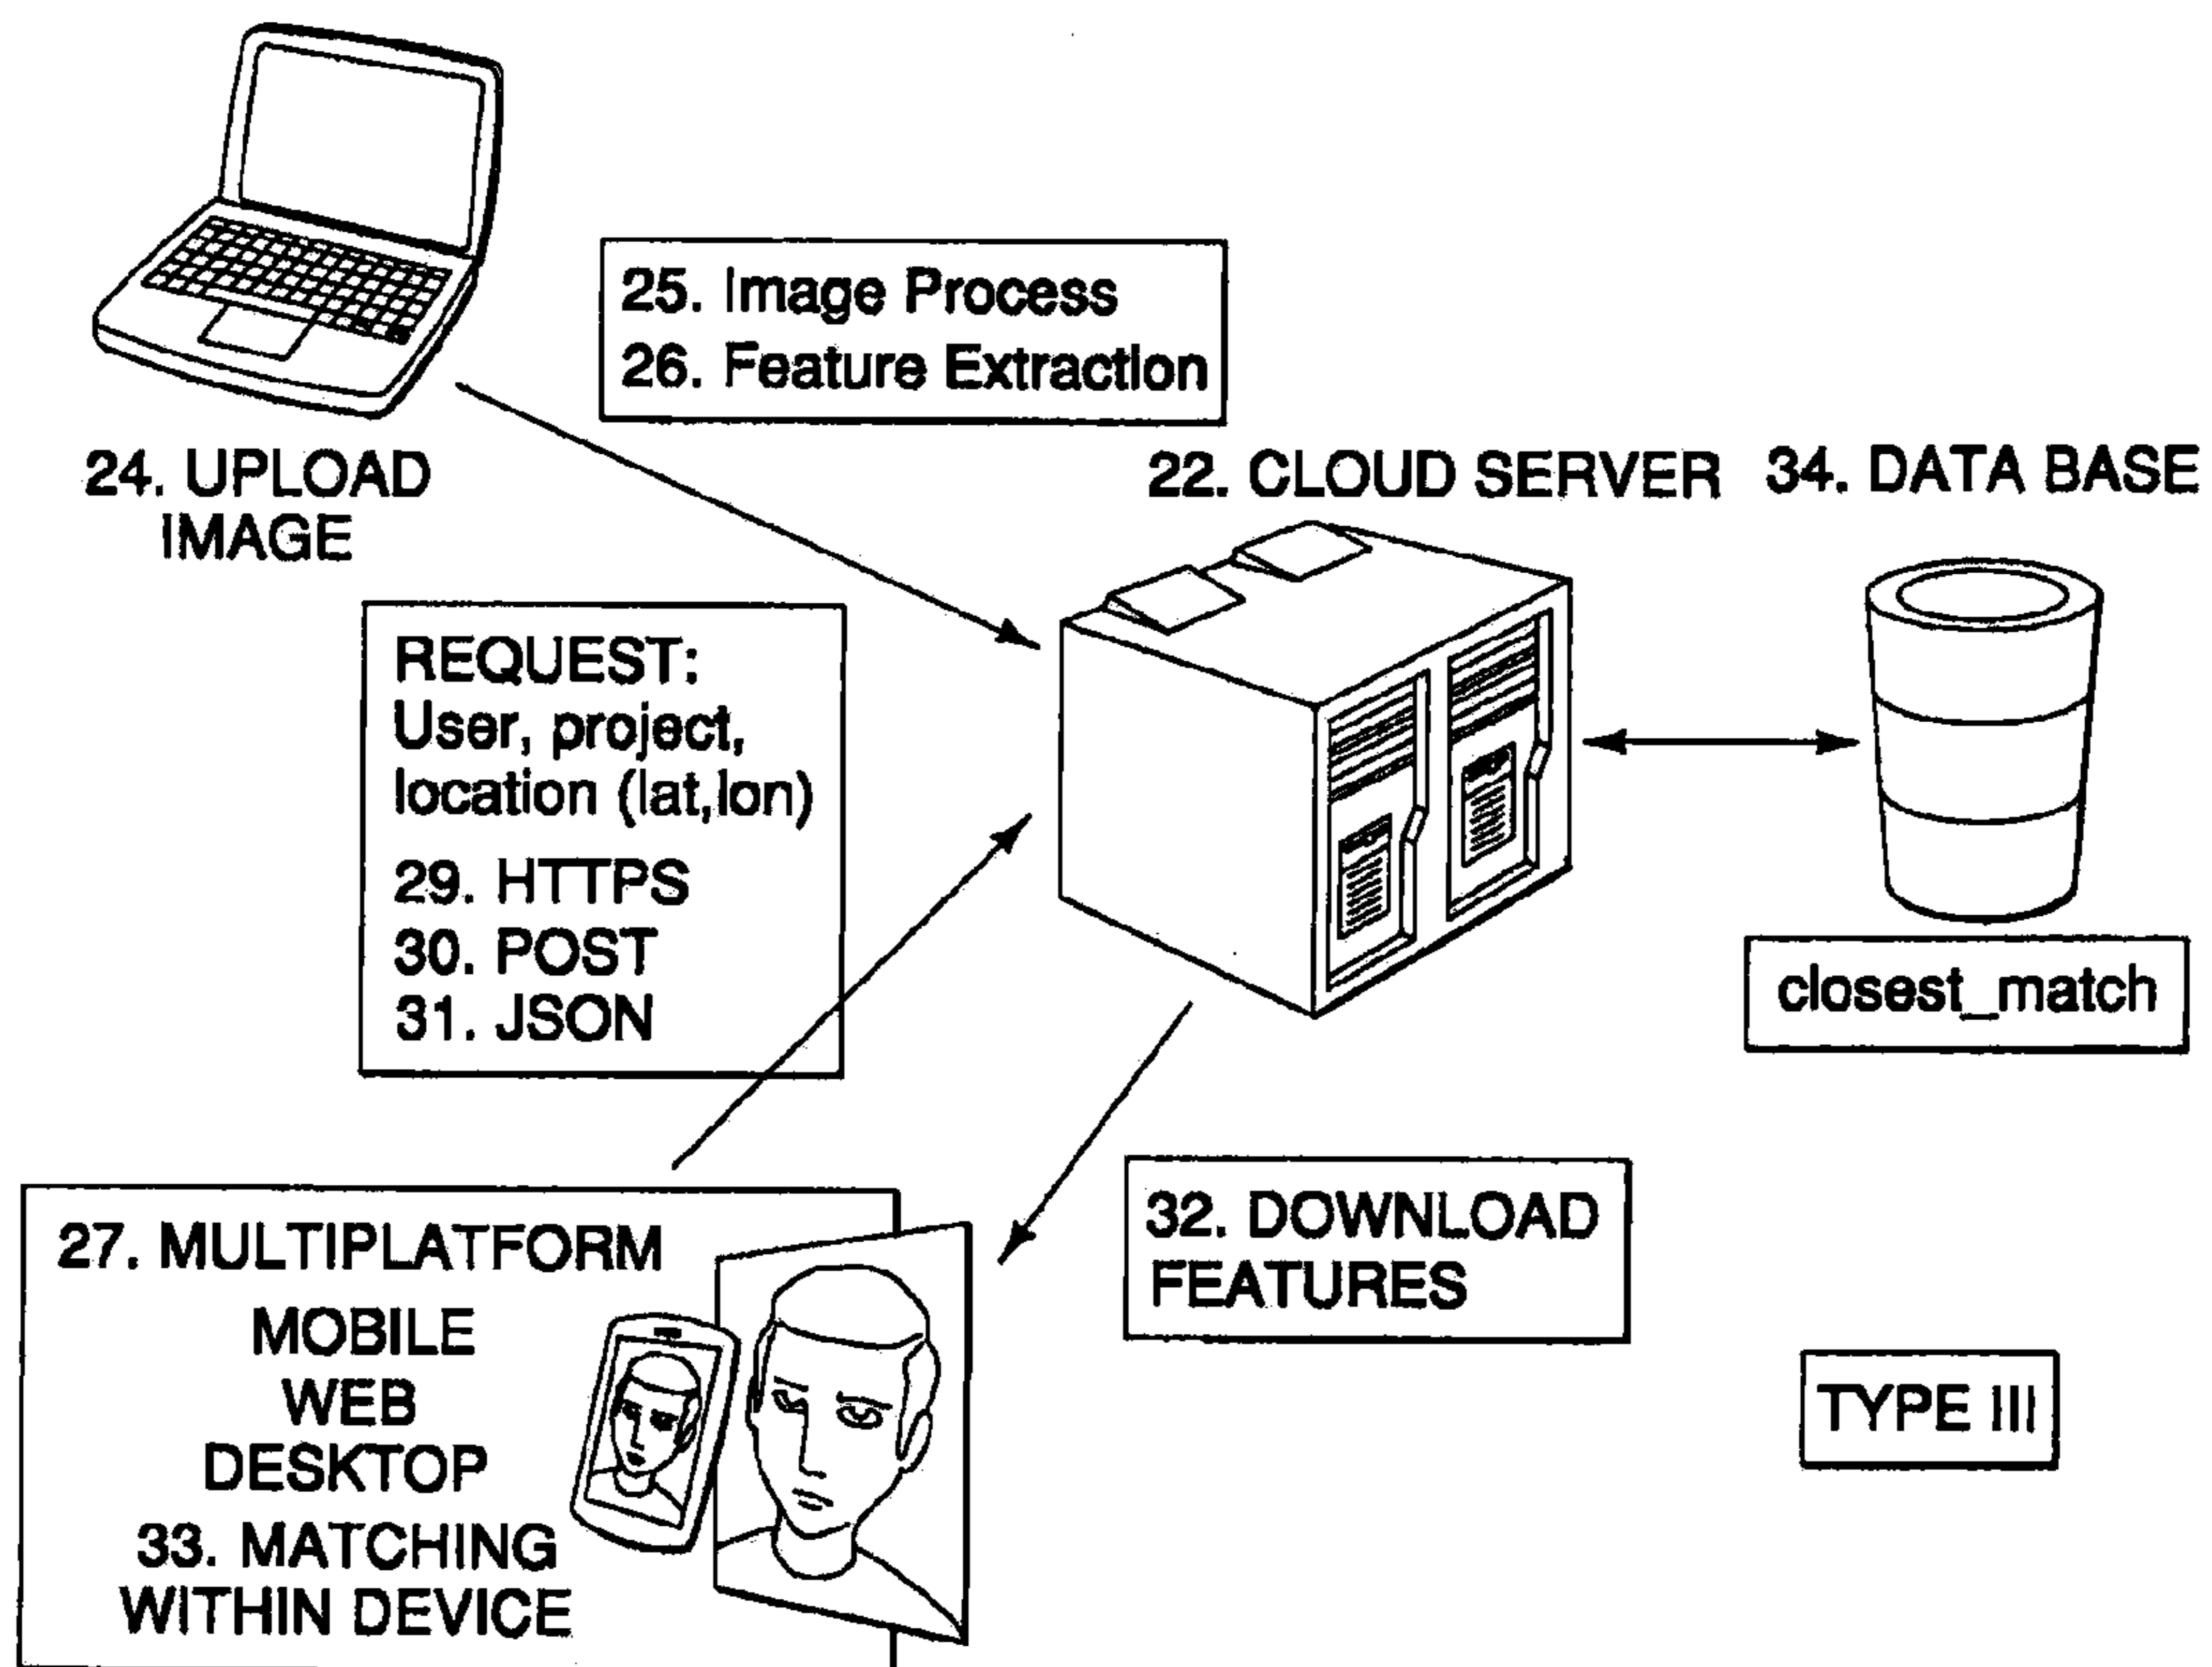 25. Image Process
26. Feature Extraction
24. UPLOAD
IMAGE
22. CLOUD SERVER
34. DATA BASE
REQUEST:
User, project,
location (lat,lon)
29. HTTPS
30. POST
31. JSON
closest_match
27. MULTIPLATFORM
MOBILE
WEB
DESKTOP
33. MATCHING
WITHIN DEVICE
32. DOWNLOAD
FEATURES
TYPE III